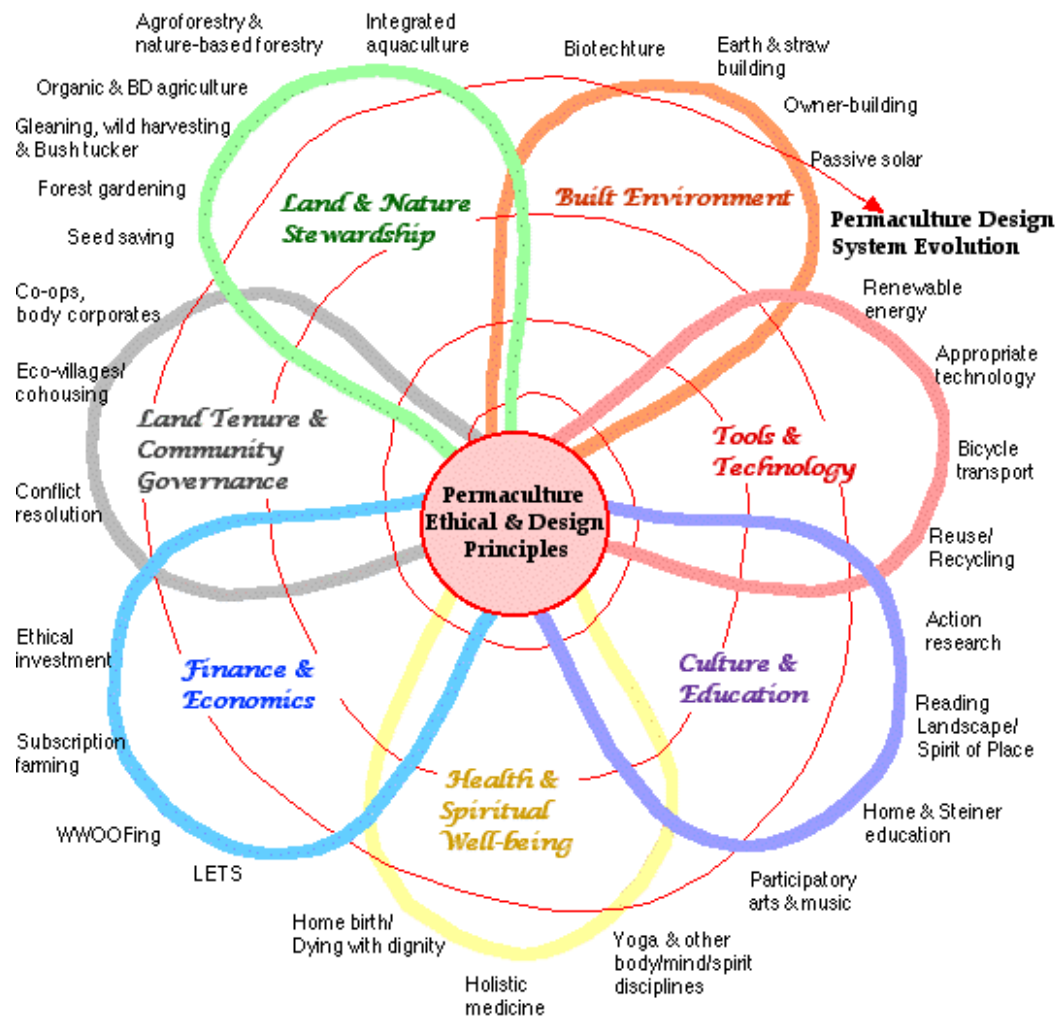 Agroforestry &
nature-based forestry
Integrated
aquaculture
Biotechture
Earth & straw
building
Organic & BD agriculture
Owner-building
Gleaning, wild harvesting
& Bush tucker
Passive solar
Forest gardening
Land & Nature
Stewardship
Built Environment
Permaculture Design
System Evolution
Seed saving
Co-ops,
body corporates
Renewable
energy
Eco-villages/
cohousing
Appropriate
technology
Land Tenure &
Community
Governance
Tools &
Technology
Bicycle
transport
Conflict
resolution
Permaculture
Ethical & Design
Principles
Reuse/
Recycling
Ethical
investment
Action
research
Finance &
Economics
Culture &
Education
Reading
Landscape/
Spirit of Place
Subscription
farming
Health &
Spiritual
Well-being
WWOOFing
Home & Steiner
education
LETS
Participatory
arts & music
Home birth/
Dying with dignity
Yoga & other
body/mind/spirit
disciplines
Holistic
medicine